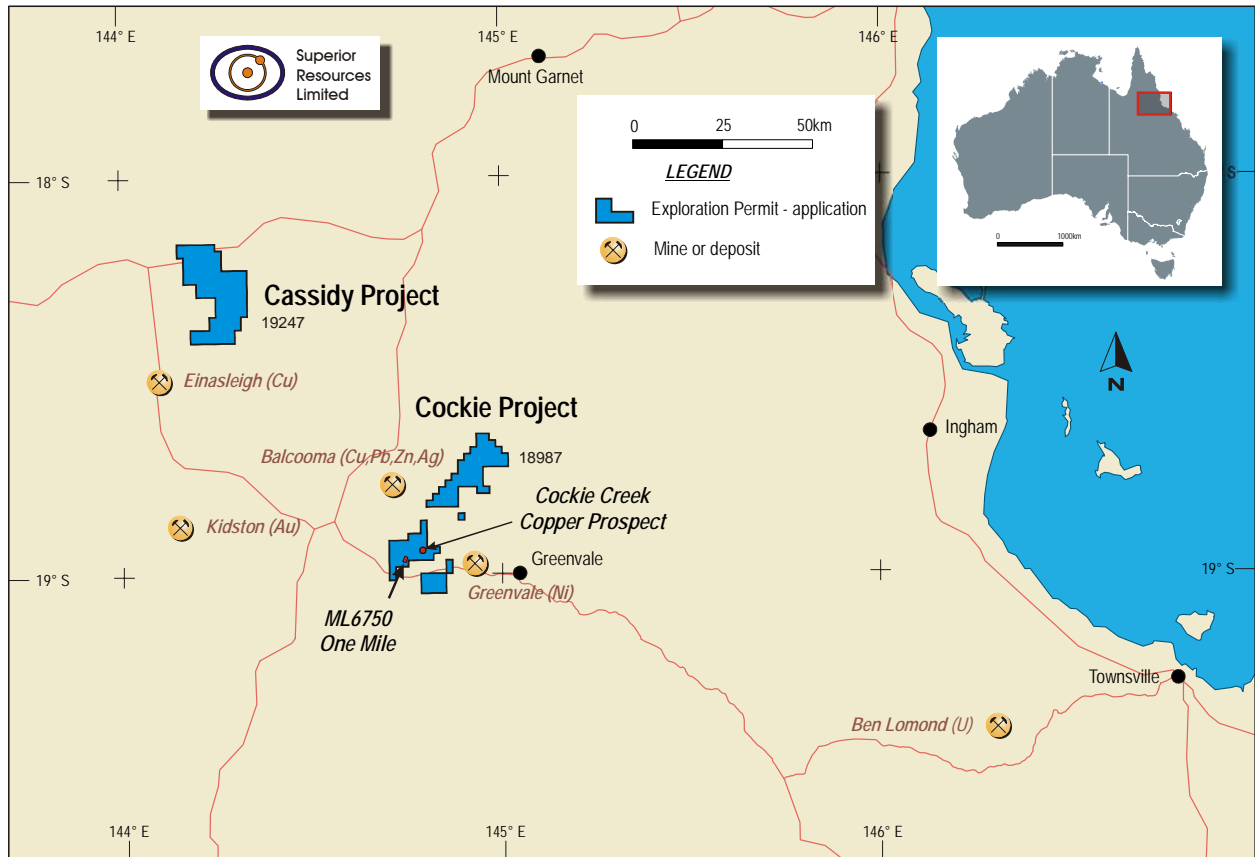 144° E
145° E
146° E
Superior
Resources
Limited
Mount Garnet
0 25 50km
LEGEND
Exploration Permit - application
Mine or deposit
0 1000km
18° S
S
Cassidy Project
19247
Einasleigh (Cu)
Cockie Project
Balcooma (Cu,Pb,Zn,Ag)
18987
Ingham
N
Cockie Creek
Copper Prospect
Kidston (Au)
Greenvale
19° S
19° S
Greenvale (Ni)
ML6750
One Mile
Townsville
Ben Lomond (U)
144° E
145° E
146° E